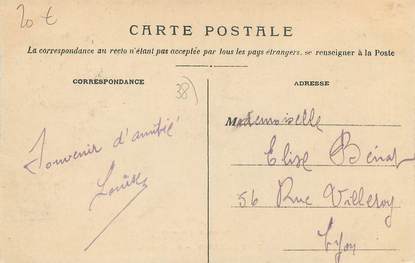 20 €
CARTE POSTALE
La correspondance au recto n'étant pas acceptée par tous les pays étrangers, se renseigner à la Poste
CORRESPONDANCE
38)
ADRESSE
Souvenir d'amitié
Louise
Mademoiselle
Elise
56 Rue Villeroy
Lyon